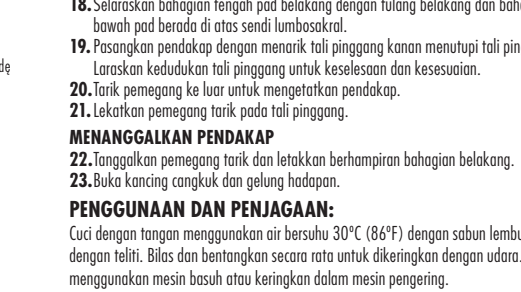 18. Selaraskan bahagian tengah pad belakang dengan tulang belakang dan
bawah pad berada di atas sendi lumbosakral.
19. Pasangkan pendakap dengan menarik tali pinggang kanan menutupi tali
Laraskan kedudukan tali pinggang untuk keselesaan dan kesesuaian.
20. Tarik pemegang ke luar untuk mengetatkan pendakap.
21. Lekatkan pemegang tarik pada tali pinggang.
MENANGGALKAN PENDAKAP
22. Tanggalkan pemegang tarik dan letakkan berhampiran bahagian belakang.
23. Buka kancing cangkuk dan gelung hadapan.
PENGGUNAAN DAN PENJAGAAN:
Cuci dengan tangan menggunakan air bersuhu 30°C (86°F) dengan sabun
dengan teliti. Bilas dan bentangkan secara rata untuk dikeringkan dengan udara.
menggunakan mesin basuh atau keringkan dalam mesin pengering.